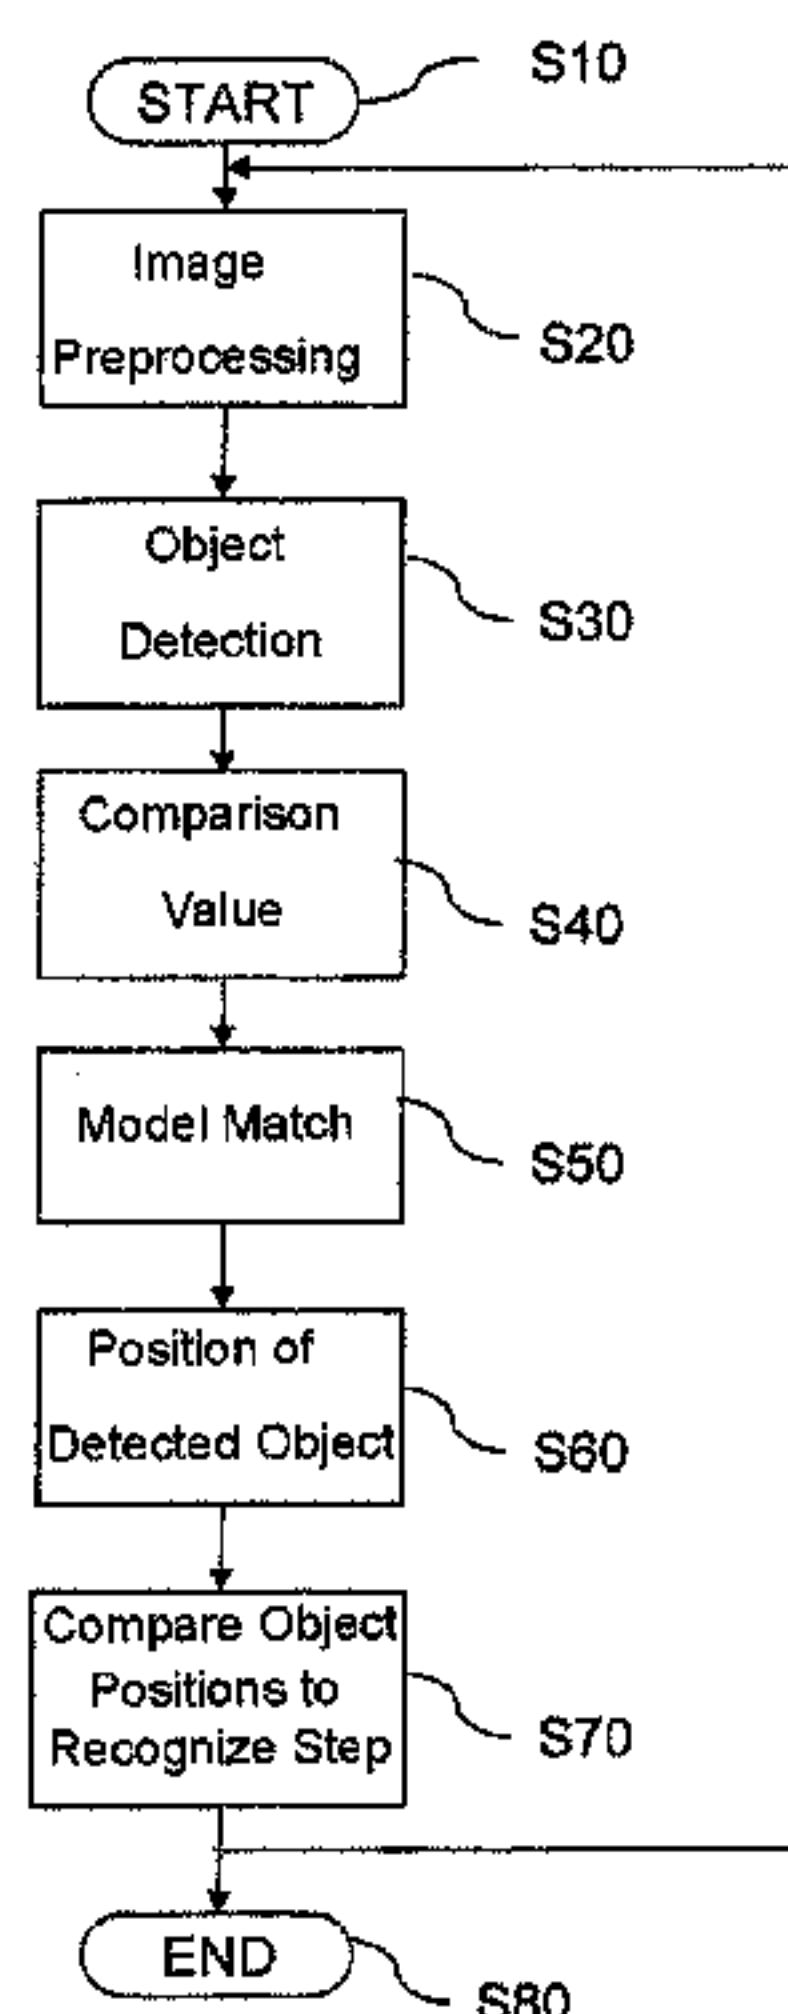 START
S10
Image
Preprocessing
S20
Object
Detection
S30
Comparison
Value
S40
Model Match
S50
Position of
Detected Object
S60
Compare Object
Positions to
Recognize Step
S70
END
S80